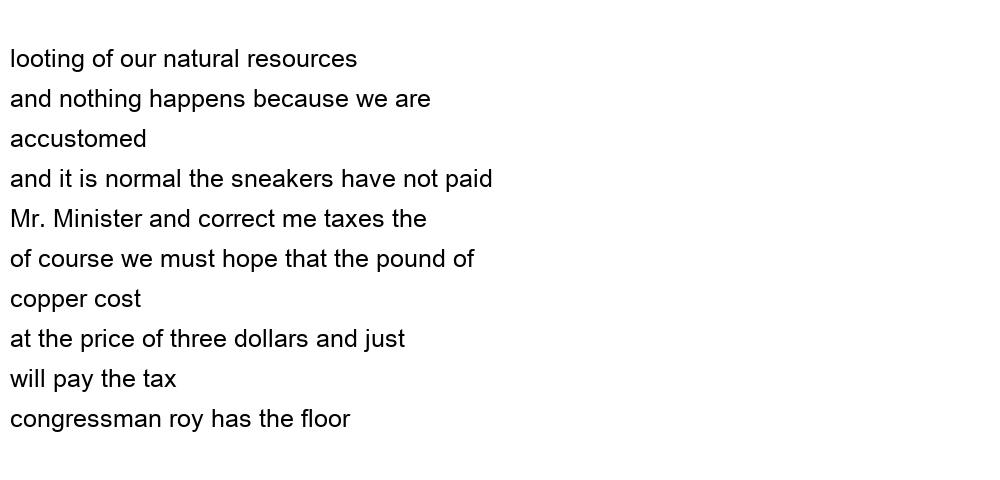 looting of our natural resources
and nothing happens because we are
accustomed
and it is normal the sneakers have not paid
Mr. Minister and correct me taxes the
of course we must hope that the pound of
copper cost
at the price of three dollars and just
will pay the tax
congressman roy has the floor